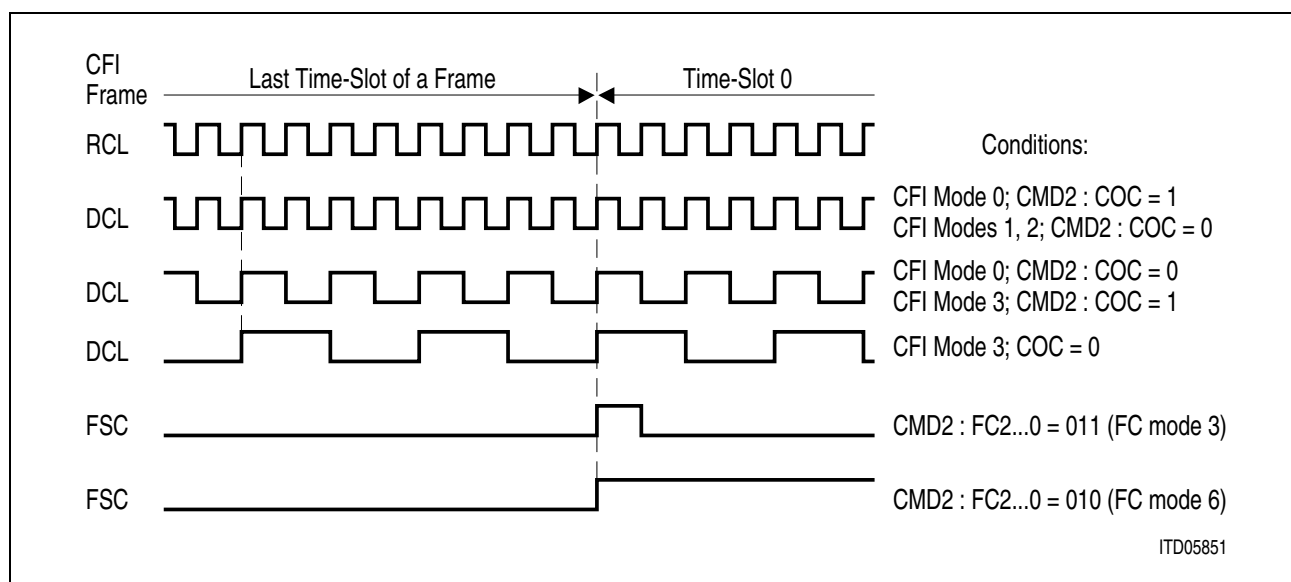 CFI
Frame
Last Time-Slot of a Frame
Time-Slot 0
RCL
Conditions:
DCL
CFI Mode 0; CMD2 : COC = 1
CFI Modes 1, 2; CMD2 : COC = 0
DCL
CFI Mode 0; CMD2 : COC = 0
CFI Mode 3; CMD2 : COC = 1
DCL
CFI Mode 3; COC = 0
FSC
CMD2 : FC2...0 = 011 (FC mode 3)
FSC
CMD2 : FC2...0 = 010 (FC mode 6)
ITD05851